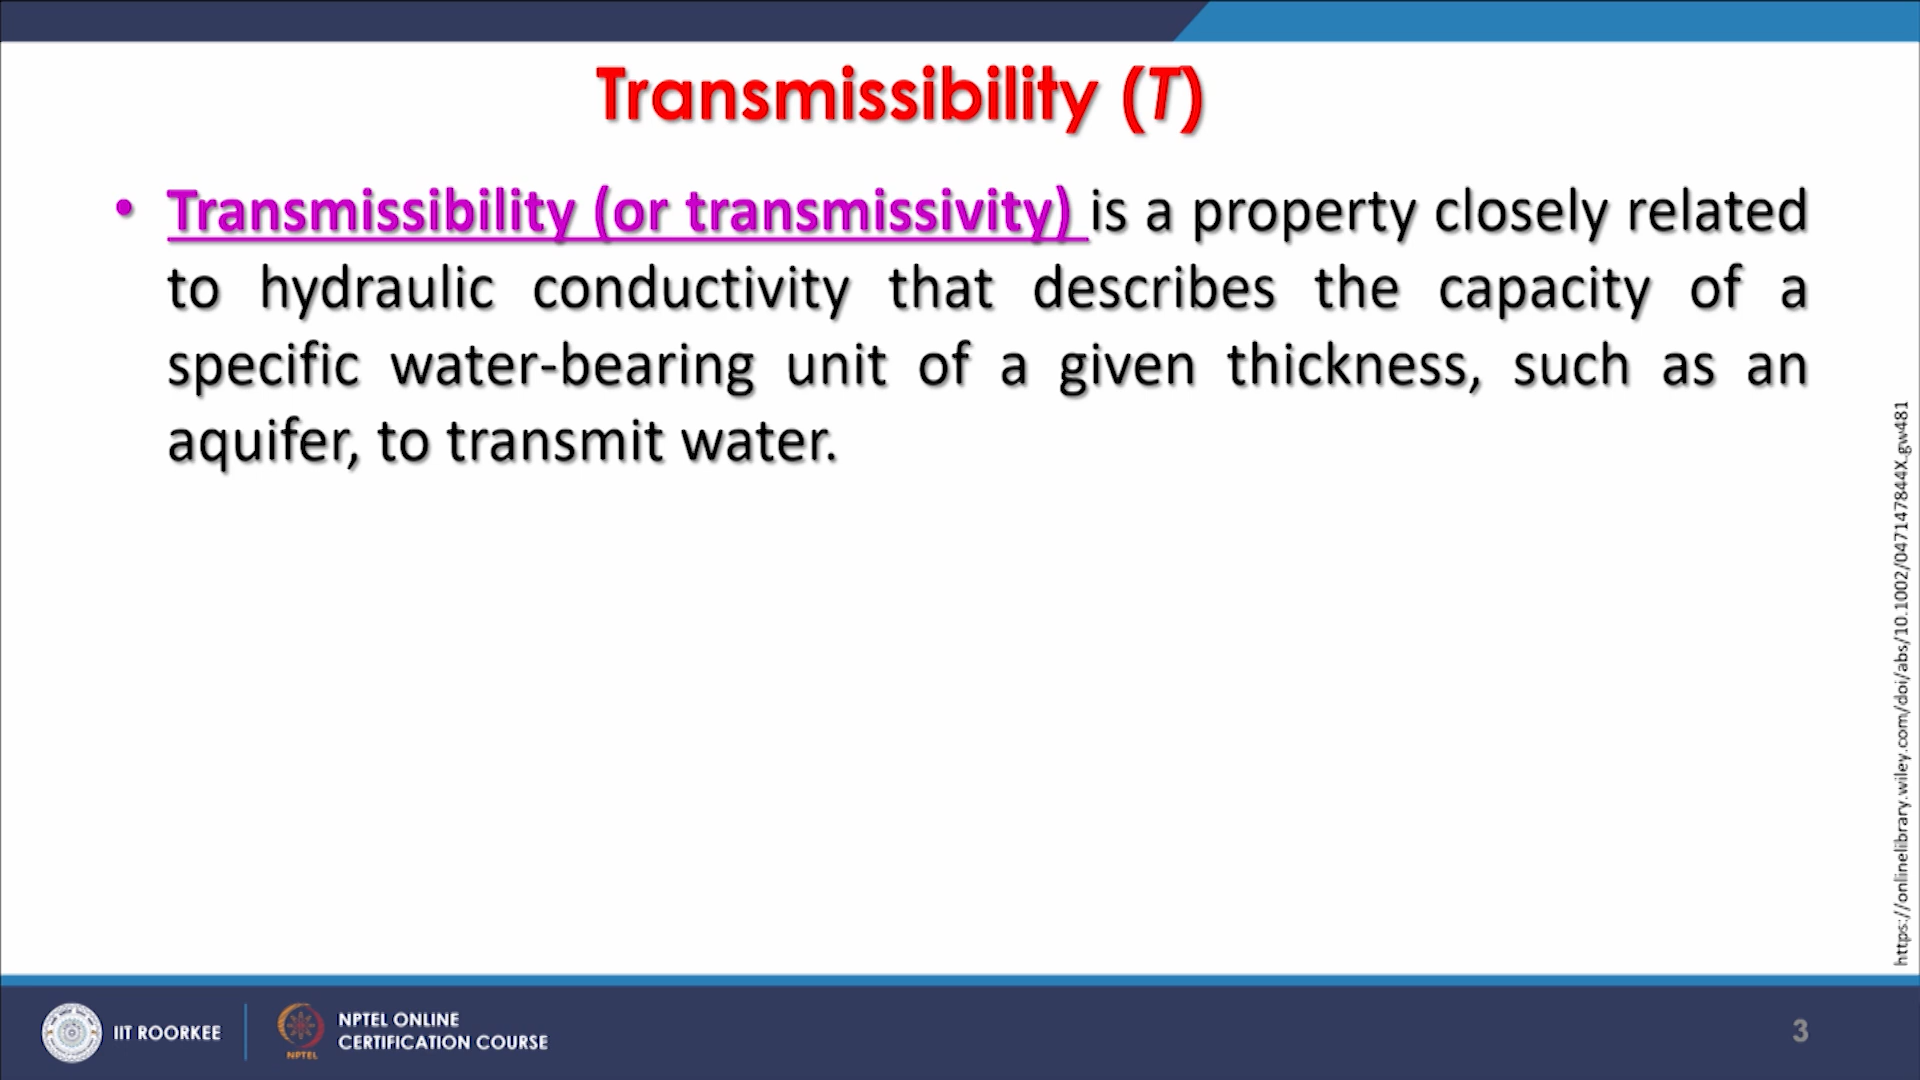 Transmissibility (T)
• Transmissibility (or transmissivity) is a property closely related
to hydraulic conductivity that describes the capacity of a
specific water-bearing unit of a given thickness, such as an
aquifer, to transmit water.
https://onlinelibrary.wiley.com/doi/abs/10.1002/047147844X.gw481
IIT ROORKEE
NPTEL
NPTEL ONLINE
CERTIFICATION COURSE
3